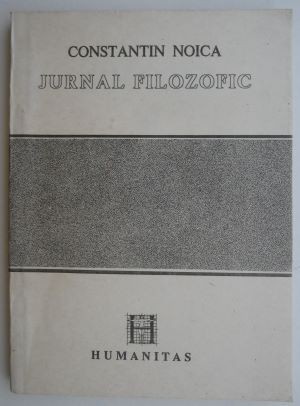 CONSTANTIN NOICA
JURNAL FILOZOFIC
HUMANITAS